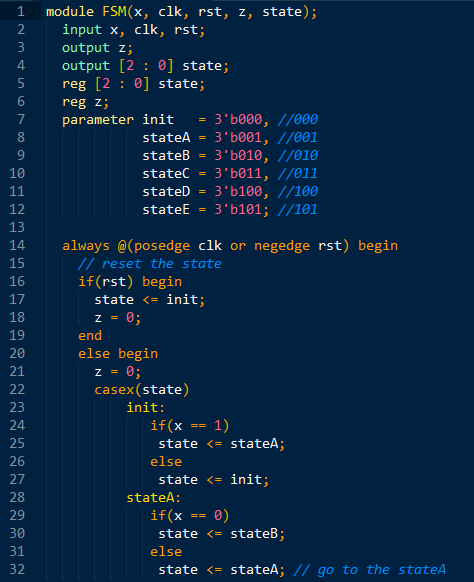 1 module FSM(x, clk, rst, z, state);
2 input x, clk, rst;
3 output z;
4 output [2 : 0] state;
5 reg [2 : 0] state;
6 reg z;
7 parameter init   = 3'b000, //000
8 stateA = 3'b001, //001
9 stateB = 3'b010, //010
10 stateC = 3'b011, //011
11 stateD = 3'b100, //100
12 stateE = 3'b101; //101
13
14 always @(posedge clk or negedge rst) begin
15 // reset the state
16 if(rst) begin
17 state <= init;
18 z = 0;
19 end
20 else begin
21 z = 0;
22 casex(state)
23 init:
24 if(x == 1)
25 state <= stateA;
26 else
27 state <= init;
28 stateA:
29 if(x == 0)
30 state <= stateB;
31 else
32 state <= stateA; // go to the stateA